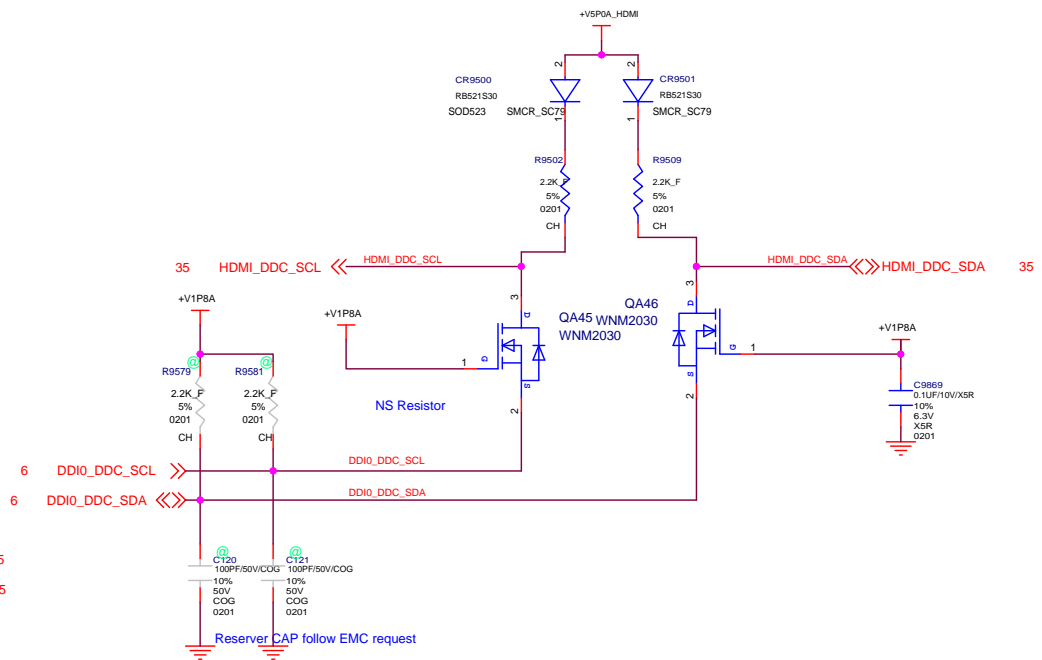 +V5P0A_HDMI
2
2
CR9500
RB521S30
SOD523
SMCR_SC79
CR9501
RB521S30
SMCR_SC79
1
1
R9502
2.2K_F
5%
0201
CH
R9509
2.2K_F
5%
0201
CH
35
HDMI_DDC_SCL
HDMI_DDC_SCL
HDMI_DDC_SDA
HDMI_DDC_SDA
35
+V1P8A
+V1P8A
3
D
QA45
WNM2030
1
G
S
2
3
D
QA46
WNM2030
G
1
S
2
+V1P8A
C9869
0.1UF/10V/X5R
10%
6.3V
X5R
0201
@
R9579
2.2K_F
5%
0201
CH
@
R9581
2.2K_F
5%
0201
CH
NS Resistor
6
DDI0_DDC_SCL
DDI0_DDC_SCL
6
DDI0_DDC_SDA
DDI0_DDC_SDA
5
5
@
C120
100PF/50V/COG
10%
50V
COG
0201
@
C121
100PF/50V/COG
10%
50V
COG
0201
Reserver CAP follow EMC request